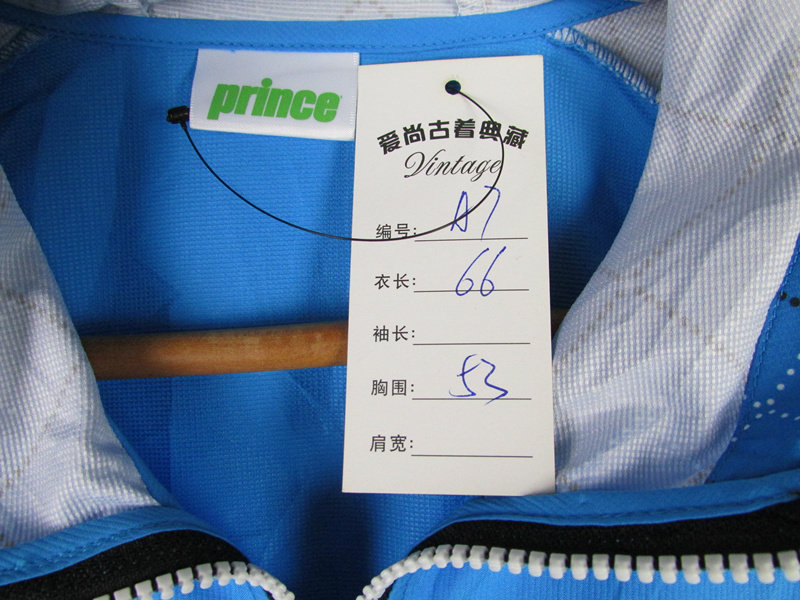 prince
爱尚古着典藏
Vintage
编号: A7
衣长: 66
袖长:
胸围: 53
肩宽: